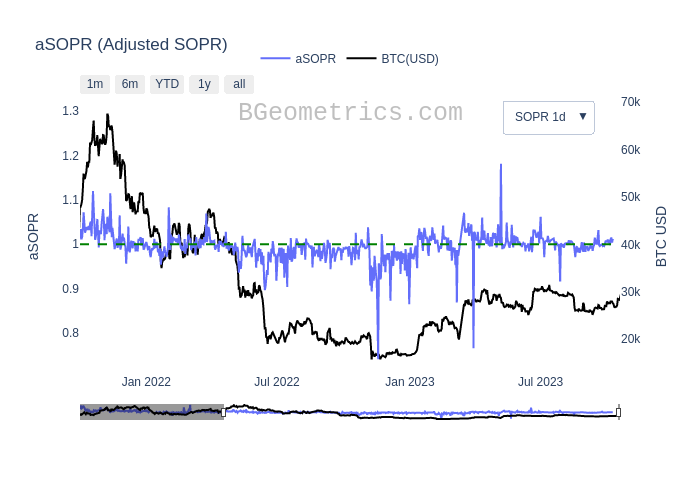 aSOPR (Adjusted SOPR)
aSOPR BTC(USD)
1m 6m YTD 1y all
BGeometrics.com
SOPR 1d ▼
1.3
1.2
1.1
1
0.9
0.8
aSOPR
70k
60k
50k
40k
30k
20k
BTC USD
Jan 2022 Jul 2022 Jan 2023 Jul 2023